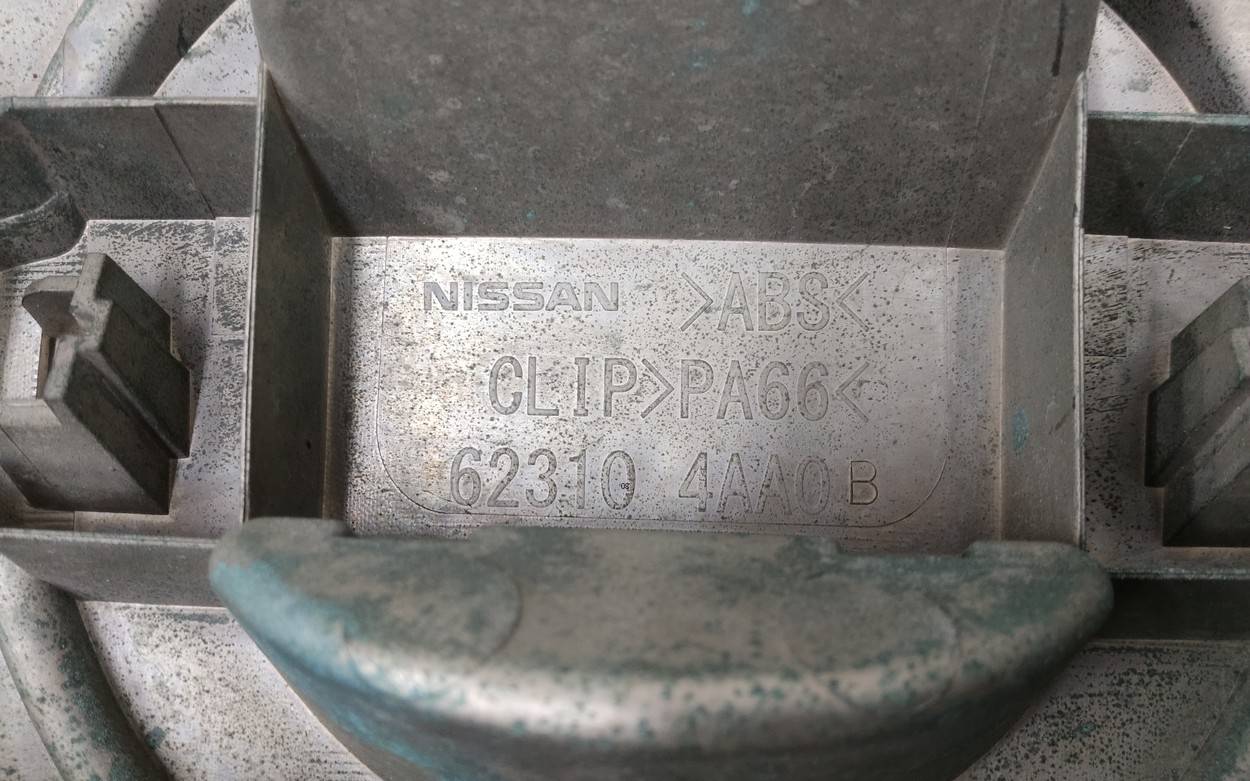 NISSAN >ABS<
CLIP>PA66<
62310 4AA0B